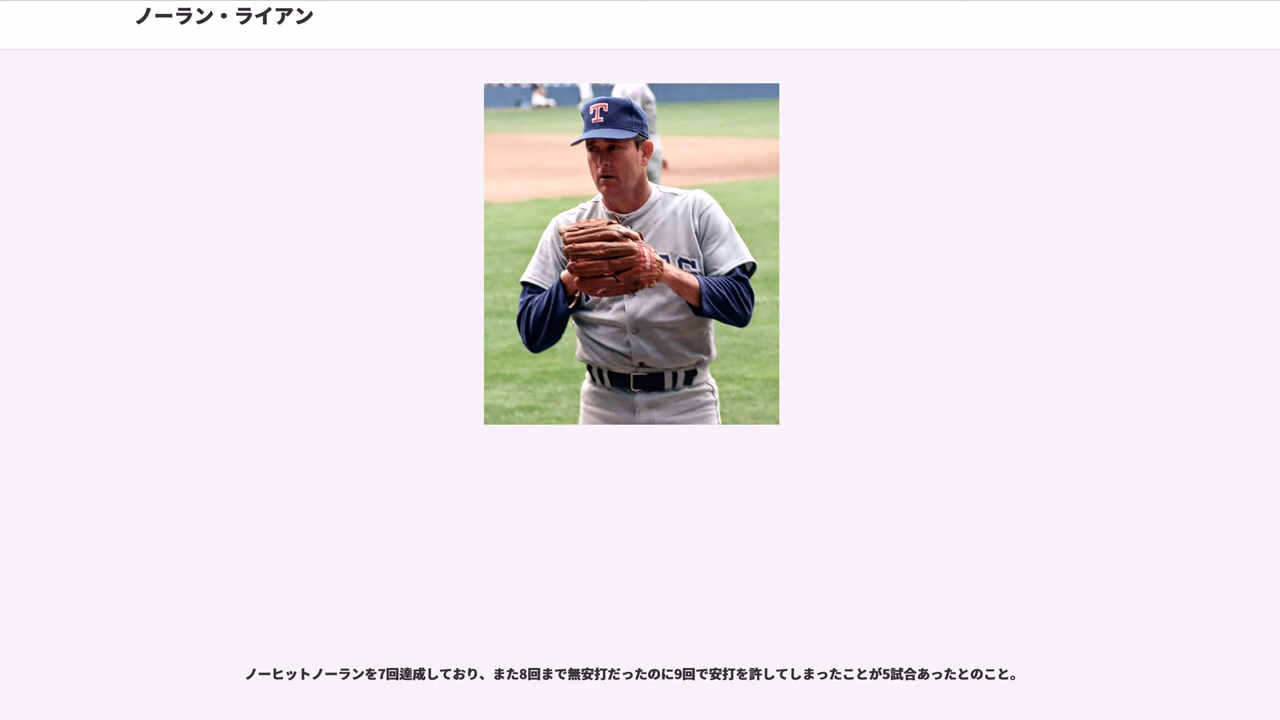 ノーラン・ライアン
T
ノーヒットノーランを7回達成しており、また8回まで無安打だったのに9回で安打を許してしまったことが5試合あったとのこと。